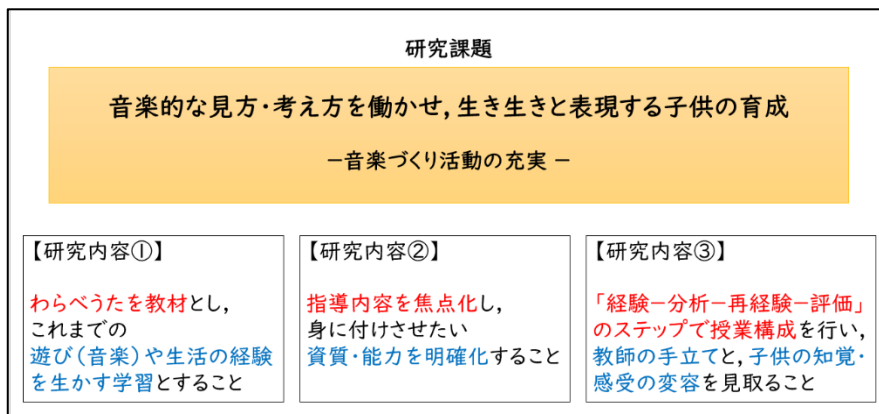 研究課題
音楽的な見方・考え方を働かせ,生き生きと表現する子供の育成
－音楽づくり活動の充実－
【研究内容①】
わらべうたを教材とし,
これまでの
遊び(音楽)や生活の経験
を生かす学習とすること
【研究内容②】
指導内容を焦点化し,
身に付けさせたい
資質・能力を明確化すること
【研究内容③】
「経験－分析－再経験－評価」
のステップで授業構成を行い,
教師の手立てと,子供の知覚・
感受の変容を見取ること